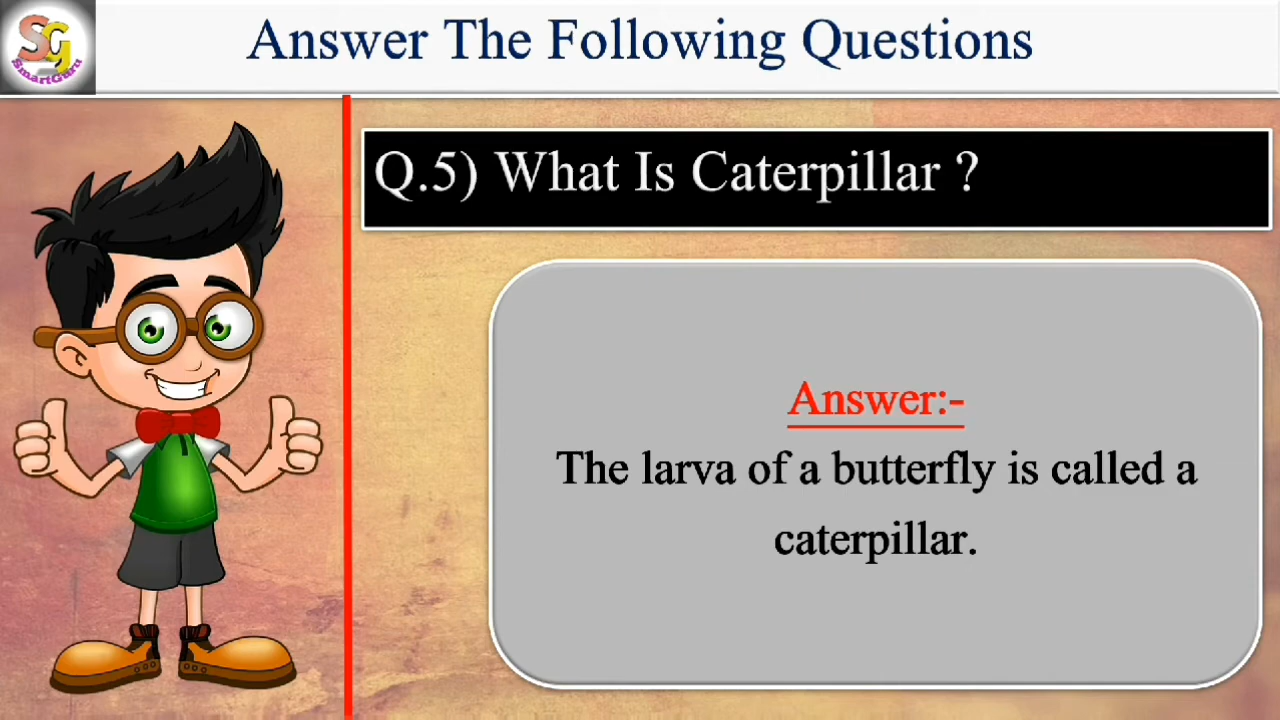 SG
SmartGuru
Answer The Following Questions
Q.5) What Is Caterpillar ?
Answer:-
The larva of a butterfly is called a
caterpillar.